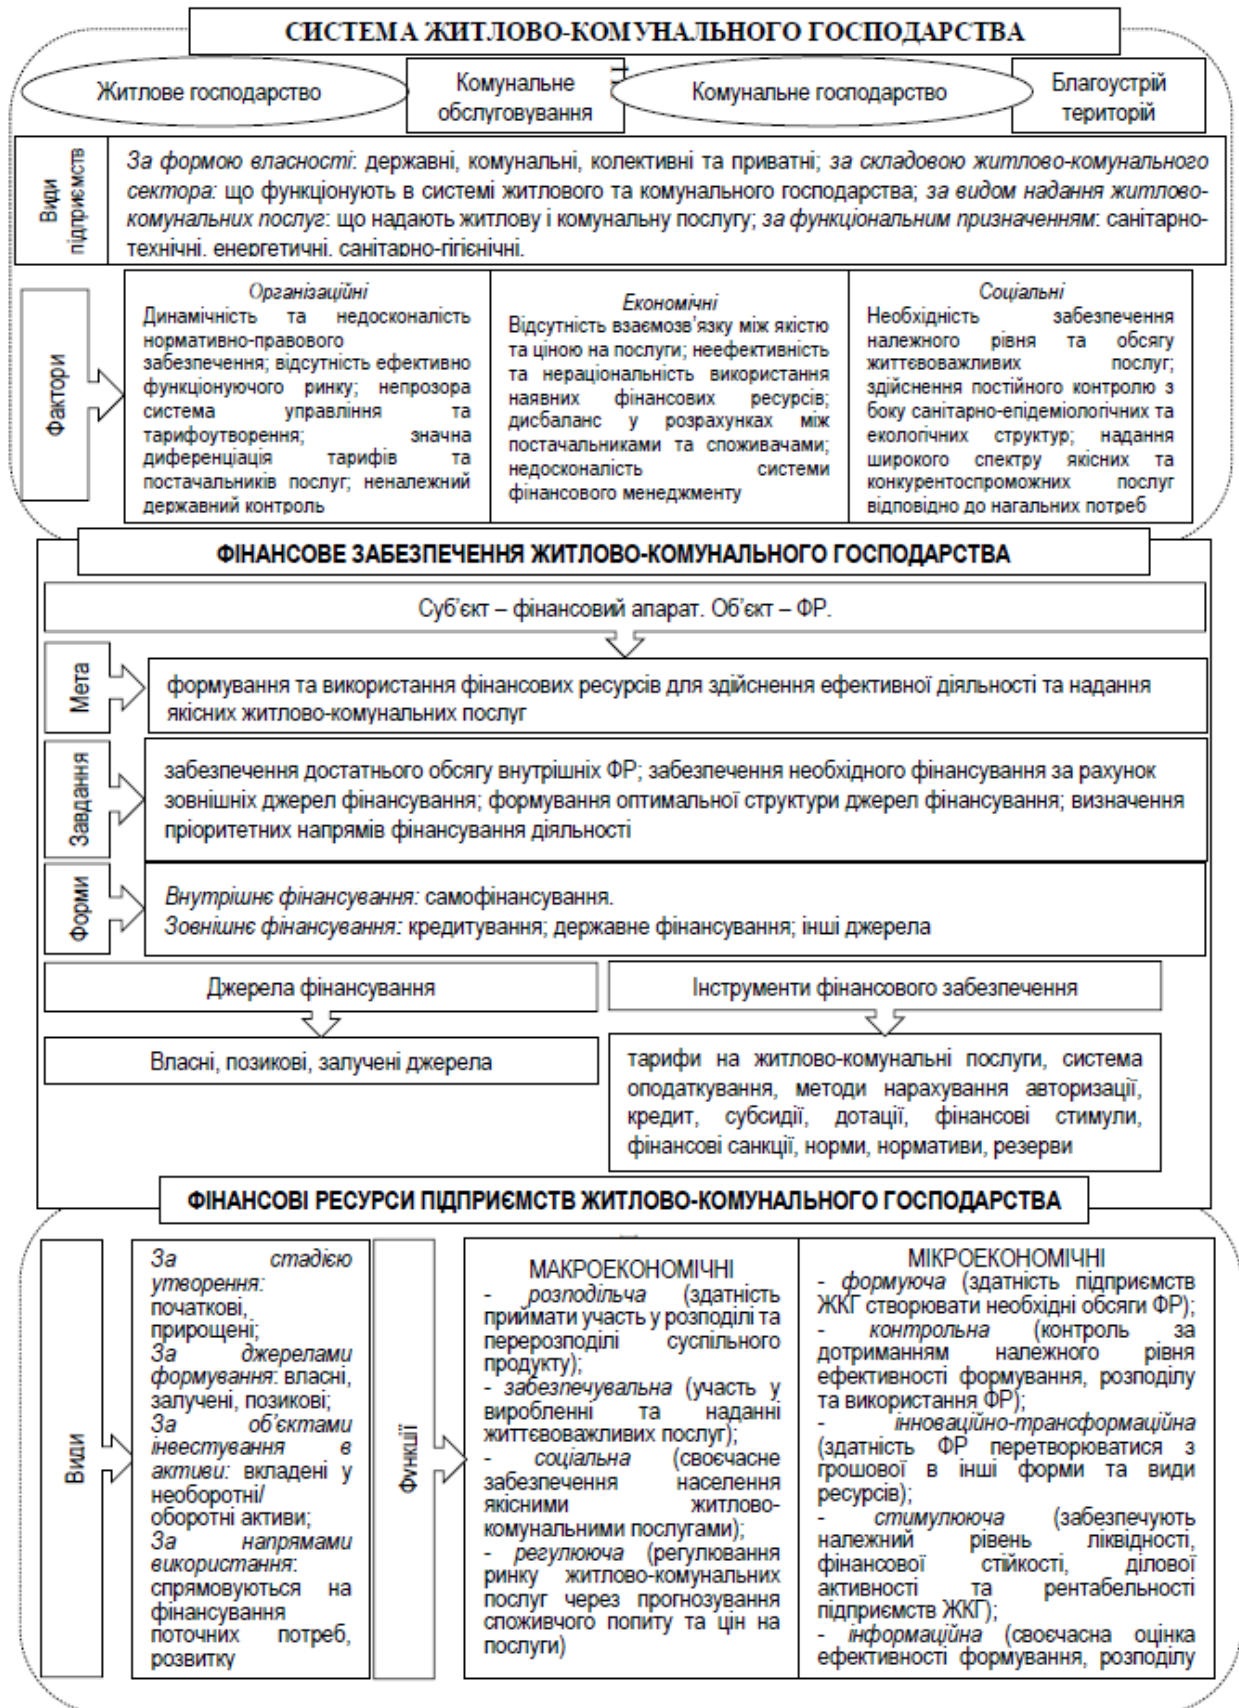 СИСТЕМА ЖИТЛОВО-КОМУНАЛЬНОГО ГОСПОДАРСТВА
Житлове господарство
Комунальне
обслуговування
Комунальне господарство
Благоустрій
територій
Види
підприємств
За формою власності: державні, комунальні, колективні та приватні; за складовою житлово-комунального
сектора: що функціонують в системі житлового та комунального господарства; за видом надання житлово-
комунальних послуг: що надають житлову і комунальну послугу; за функціональним призначенням: санітарно-
технічні, енергетичні, санітарно-гігієнічні.
Фактори
Організаційні
Динамічність та недосконалість
нормативно-правового
забезпечення; відсутність ефективно
функціонуючого ринку; непрозора
система управління та
тарифоутворення; значна
диференціація тарифів та
постачальників послуг; неналежний
державний контроль
Економічні
Відсутність взаємозв’язку між якістю
та ціною на послуги; неефективність
та нераціональність використання
наявних фінансових ресурсів;
дисбаланс у розрахунках між
постачальниками та споживачами;
недосконалість системи
фінансового менеджменту
Соціальні
Необхідність забезпечення
належного рівня та обсягу
життєвоважливих послуг;
здійснення постійного контролю з
боку санітарно-епідеміологічних та
екологічних структур; надання
широкого спектру якісних та
конкурентоспроможних послуг
відповідно до нагальних потреб
ФІНАНСОВЕ ЗАБЕЗПЕЧЕННЯ ЖИТЛОВО-КОМУНАЛЬНОГО ГОСПОДАРСТВА
Суб’єкт – фінансовий апарат. Об’єкт – ФР.
Мета
формування та використання фінансових ресурсів для здійснення ефективної діяльності та надання
якісних житлово-комунальних послуг
Завдання
забезпечення достатнього обсягу внутрішніх ФР; забезпечення необхідного фінансування за рахунок
зовнішніх джерел фінансування; формування оптимальної структури джерел фінансування; визначення
пріоритетних напрямів фінансування діяльності
Форми
Внутрішнє фінансування: самофінансування.
Зовнішнє фінансування: кредитування; державне фінансування; інші джерела
Джерела фінансування
Власні, позикові, залучені джерела
Інструменти фінансового забезпечення
тарифи на житлово-комунальні послуги, система
оподаткування, методи нарахування авторизації,
кредит, субсидії, дотації, фінансові стимули,
фінансові санкції, норми, нормативи, резерви
ФІНАНСОВІ РЕСУРСИ ПІДПРИЄМСТВ ЖИТЛОВО-КОМУНАЛЬНОГО ГОСПОДАРСТВА
Види
За стадією
утворення:
початкові,
прирощені;
За джерелами
формування: власні,
залучені, позикові;
За об’єктами
інвестування в
активи: вкладені у
необоротні/
оборотні активи;
За напрямами
використання:
спрямовуються на
фінансування
поточних потреб,
розвитку
Функції
МАКРОЕКОНОМІЧНІ
- розподільча (здатність
приймати участь у розподілі та
перерозподілі суспільного
продукту);
- забезпечувальна (участь у
виробленні та наданні
життєвоважливих послуг);
- соціальна (своєчасне
забезпечення населення
якісними житлово-
комунальними послугами);
- регулююча (регулювання
ринку житлово-комунальних
послуг через прогнозування
споживчого попиту та цін на
послуги)
МІКРОЕКОНОМІЧНІ
- формуюча (здатність підприємств
ЖКГ створювати необхідні обсяги ФР);
- контрольна (контроль за
дотриманням належного рівня
ефективності формування, розподілу
та використання ФР);
- інноваційно-трансформаційна
(здатність ФР перетворюватися з
грошової в інші форми та види
ресурсів);
- стимулююча (забезпечують
належний рівень ліквідності,
фінансової стійкості, ділової
активності та рентабельності
підприємств ЖКГ);
- інформаційна (своєчасна оцінка
ефективності формування, розподілу